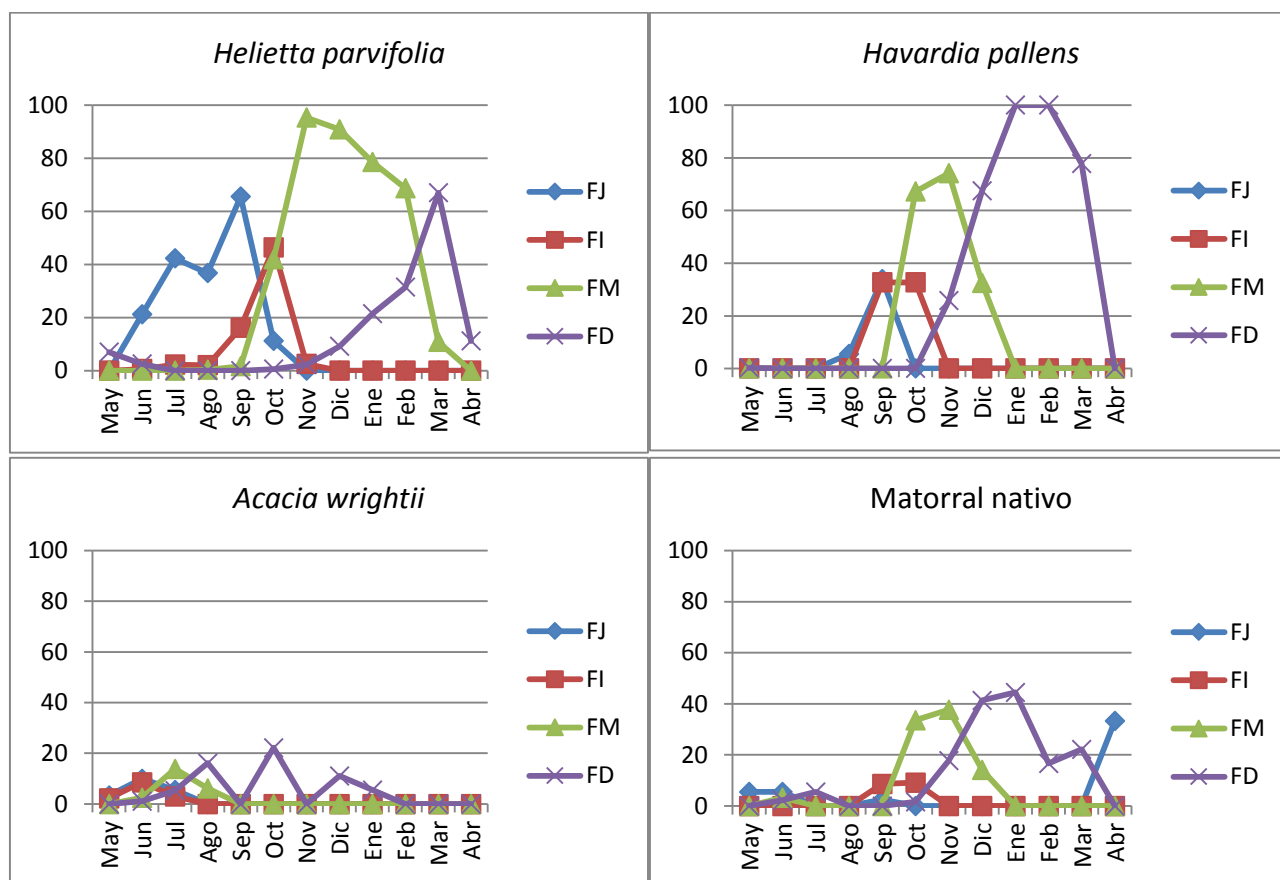 Helietta parvifolia
100
80
60
40
20
0
May Jun Jul Ago Sep Oct Nov Dic Ene Feb Mar Abr
FJ
FI
FM
FD
Havardia pallens
100
80
60
40
20
0
May Jun Jul Ago Sep Oct Nov Dic Ene Feb Mar Abr
FJ
FI
FM
FD
Acacia wrightii
100
80
60
40
20
0
May Jun Jul Ago Sep Oct Nov Dic Ene Feb Mar Abr
FJ
FI
FM
FD
Matorral nativo
100
80
60
40
20
0
May Jun Jul Ago Sep Oct Nov Dic Ene Feb Mar Abr
FJ
FI
FM
FD